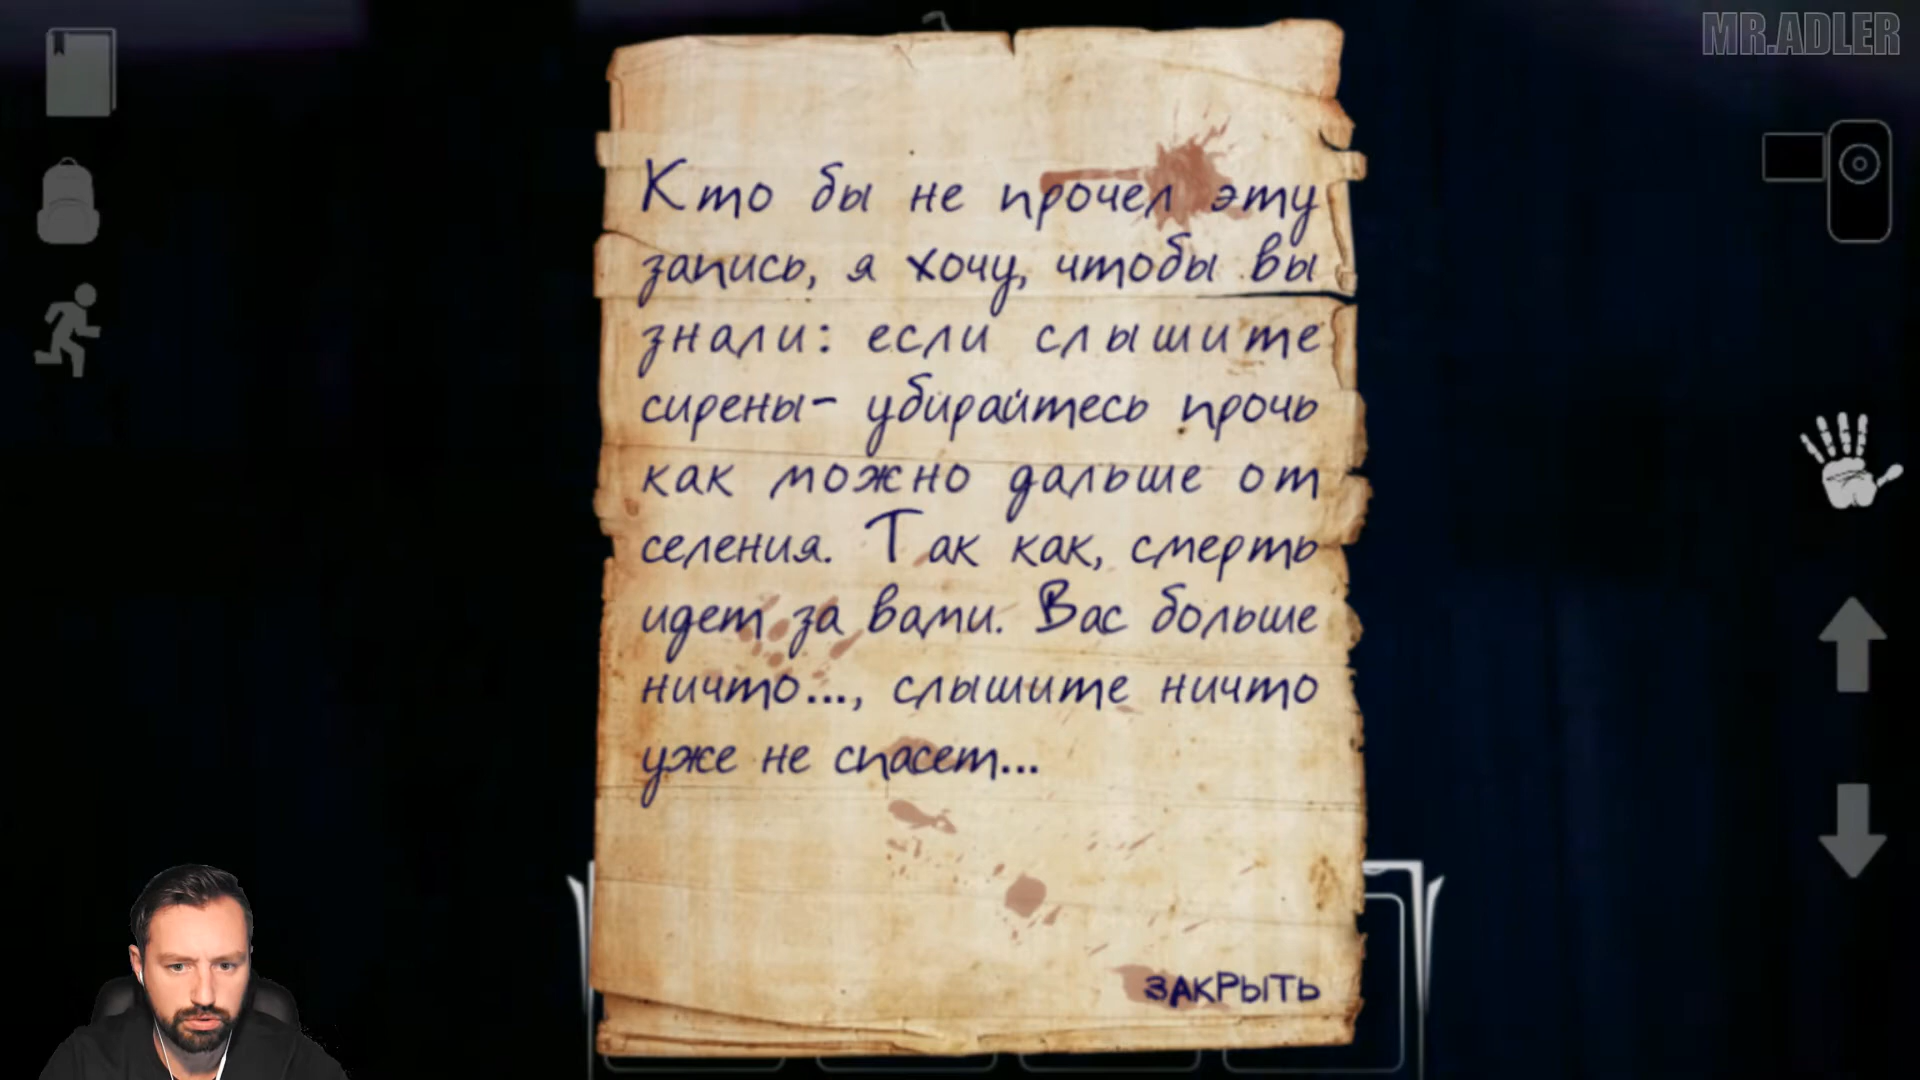 MR.ADLER
Кто бы не прочел эту
запись, я хочу, чтобы вы
знали: если слышите
сирены- убирайтесь прочь
как можно дальше от
селения. Так как, смерть
идет за вами. Вас больше
ничто..., слышите ничто
уже не спасет...
ЗАКРЫТЬ